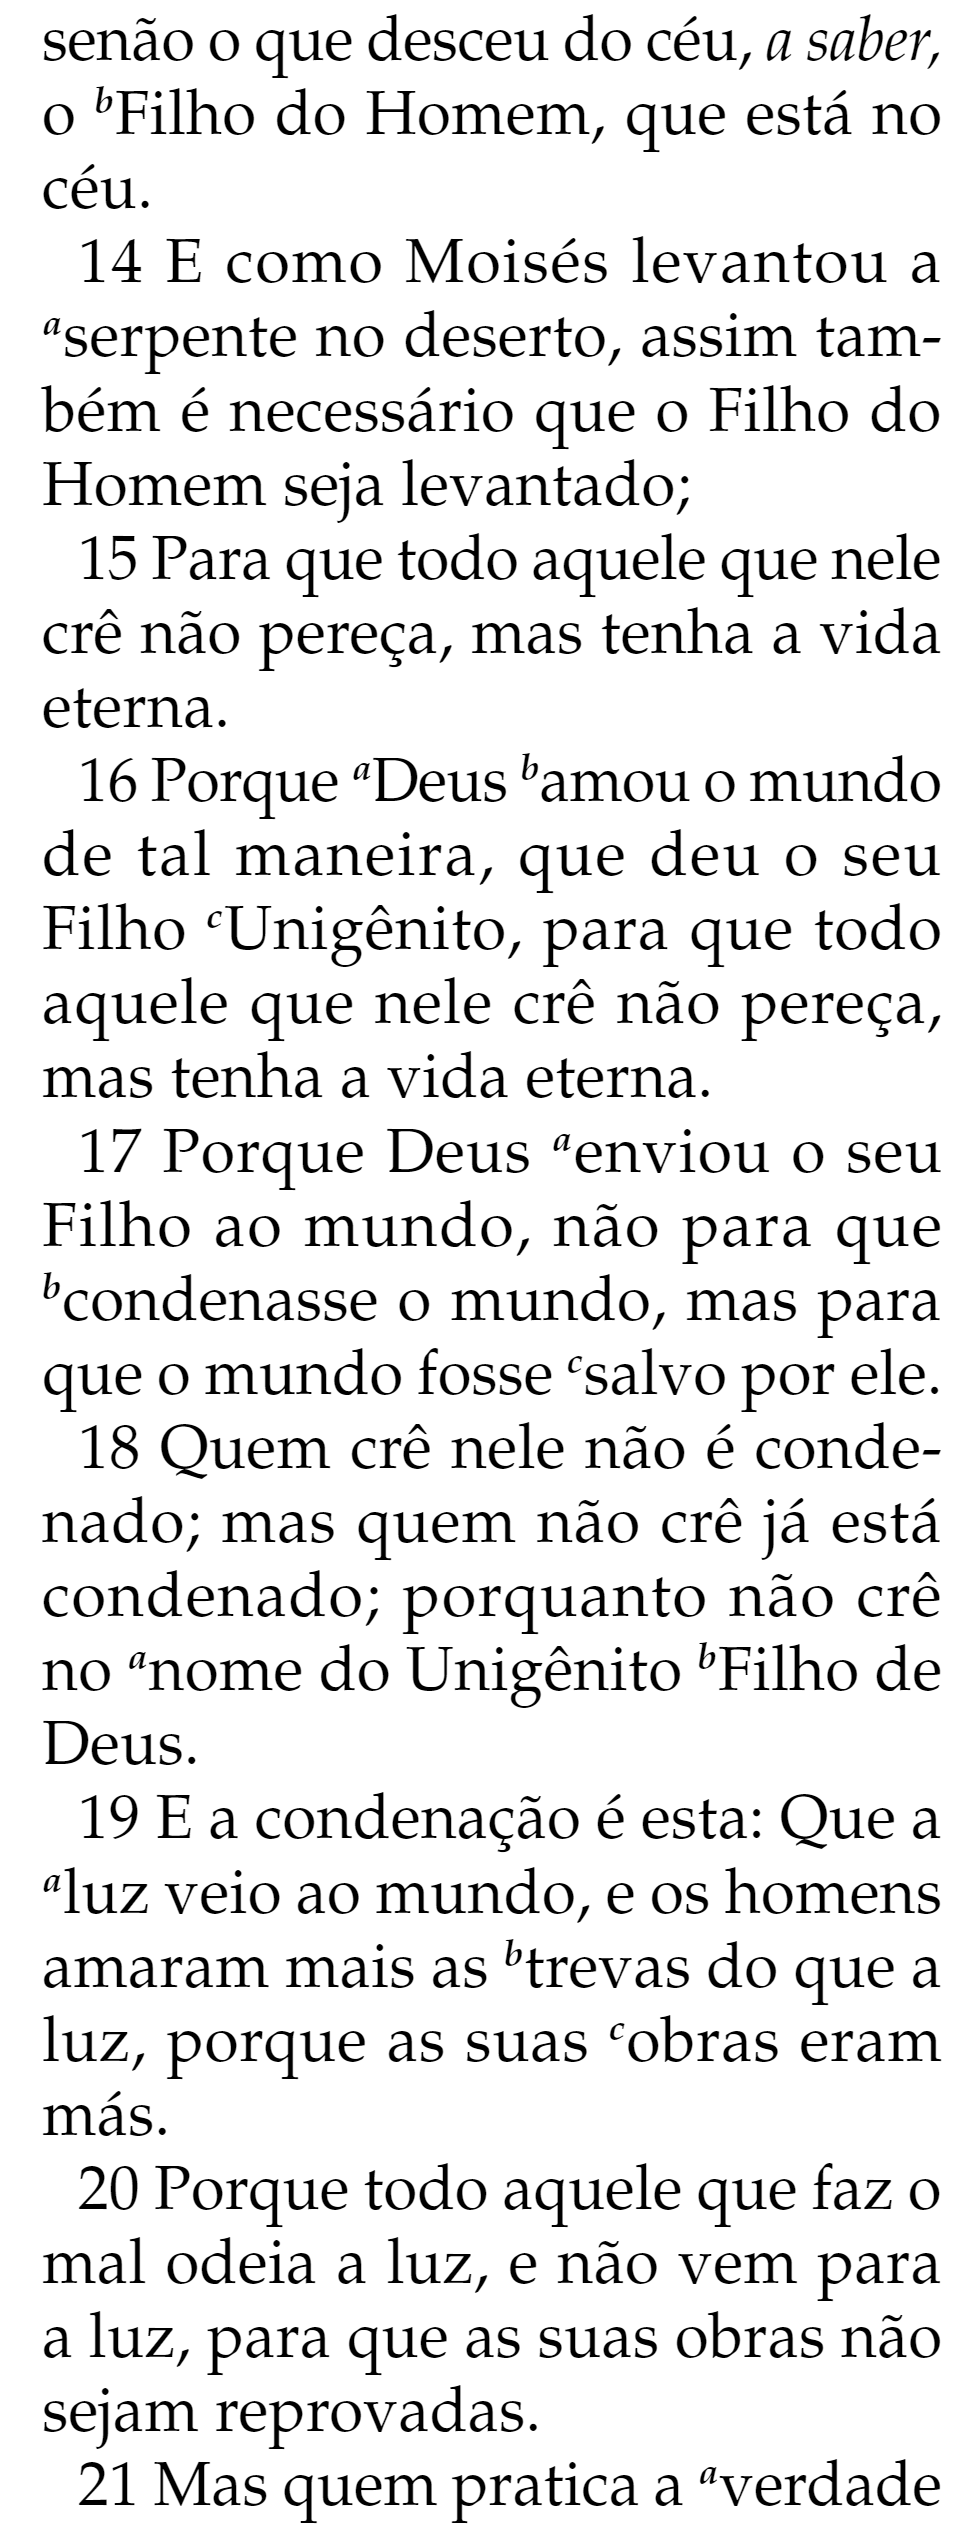 senão o que desceu do céu, a saber,
o bFilho do Homem, que está no
céu.
14 E como Moisés levantou a
aserpente no deserto, assim tam-
bém é necessário que o Filho do
Homem seja levantado;
15 Para que todo aquele que nele
crê não pereça, mas tenha a vida
eterna.
16 Porque aDeus bamou o mundo
de tal maneira, que deu o seu
Filho cUnigênito, para que todo
aquele que nele crê não pereça,
mas tenha a vida eterna.
17 Porque Deus aenviou o seu
Filho ao mundo, não para que
bcondenasse o mundo, mas para
que o mundo fosse csalvo por ele.
18 Quem crê nele não é conde-
nado; mas quem não crê já está
condenado; porquanto não crê
no anome do Unigênito bFilho de
Deus.
19 E a condenação é esta: Que a
aluz veio ao mundo, e os homens
amaram mais as btrevas do que a
luz, porque as suas cobras eram
más.
20 Porque todo aquele que faz o
mal odeia a luz, e não vem para
a luz, para que as suas obras não
sejam reprovadas.
21 Mas quem pratica a averdade